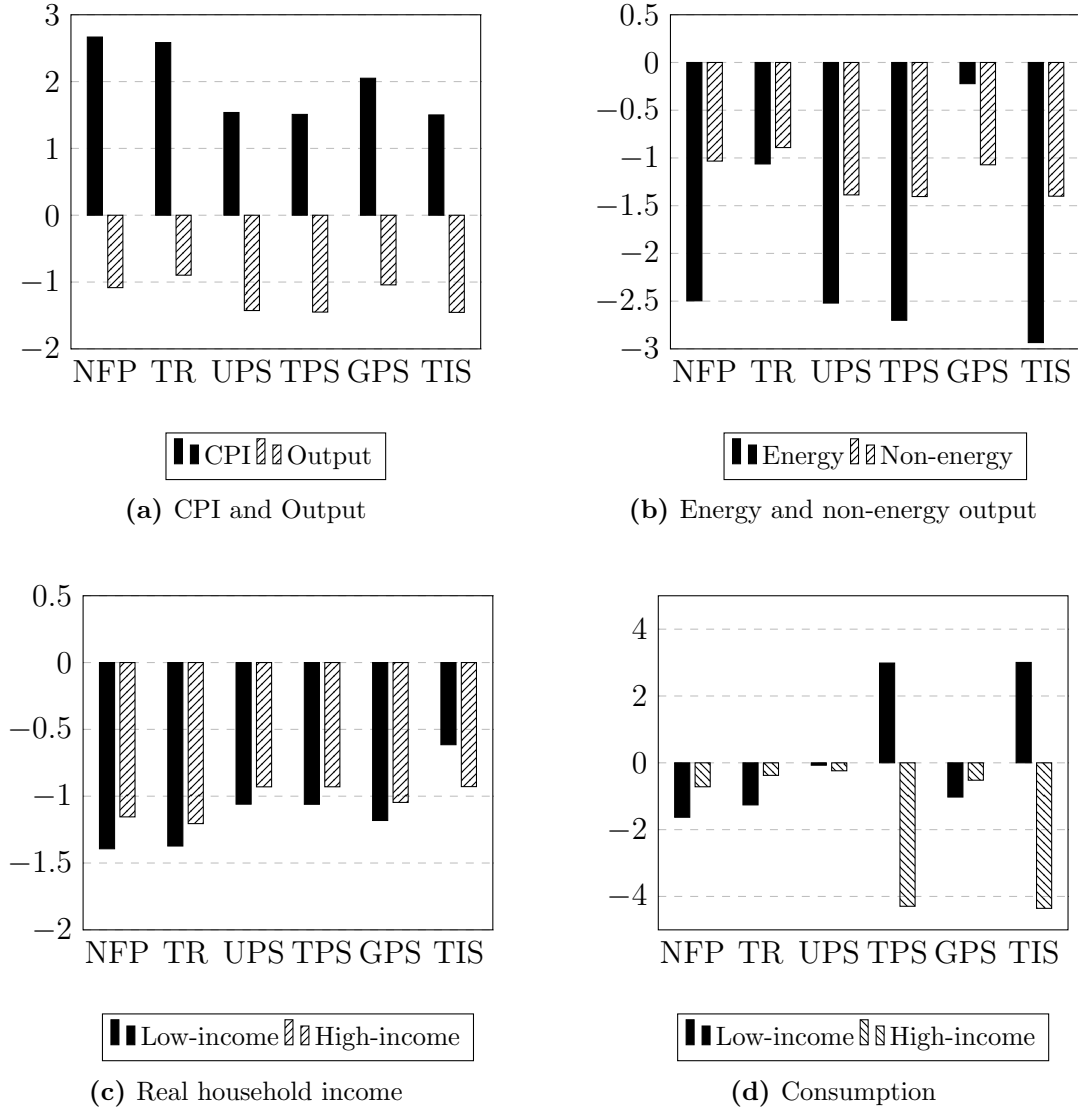 3
2
1
0
−1
−2
NFP TR UPS TPS GPS TIS
CPI Output
(a) CPI and Output
0.5
0
−0.5
−1
−1.5
−2
−2.5
−3
NFP TR UPS TPS GPS TIS
Energy Non-energy
(b) Energy and non-energy output
0.5
0
−0.5
−1
−1.5
−2
NFP TR UPS TPS GPS TIS
Low-income High-income
(c) Real household income
4
2
0
−2
−4
NFP TR UPS TPS GPS TIS
Low-income High-income
(d) Consumption